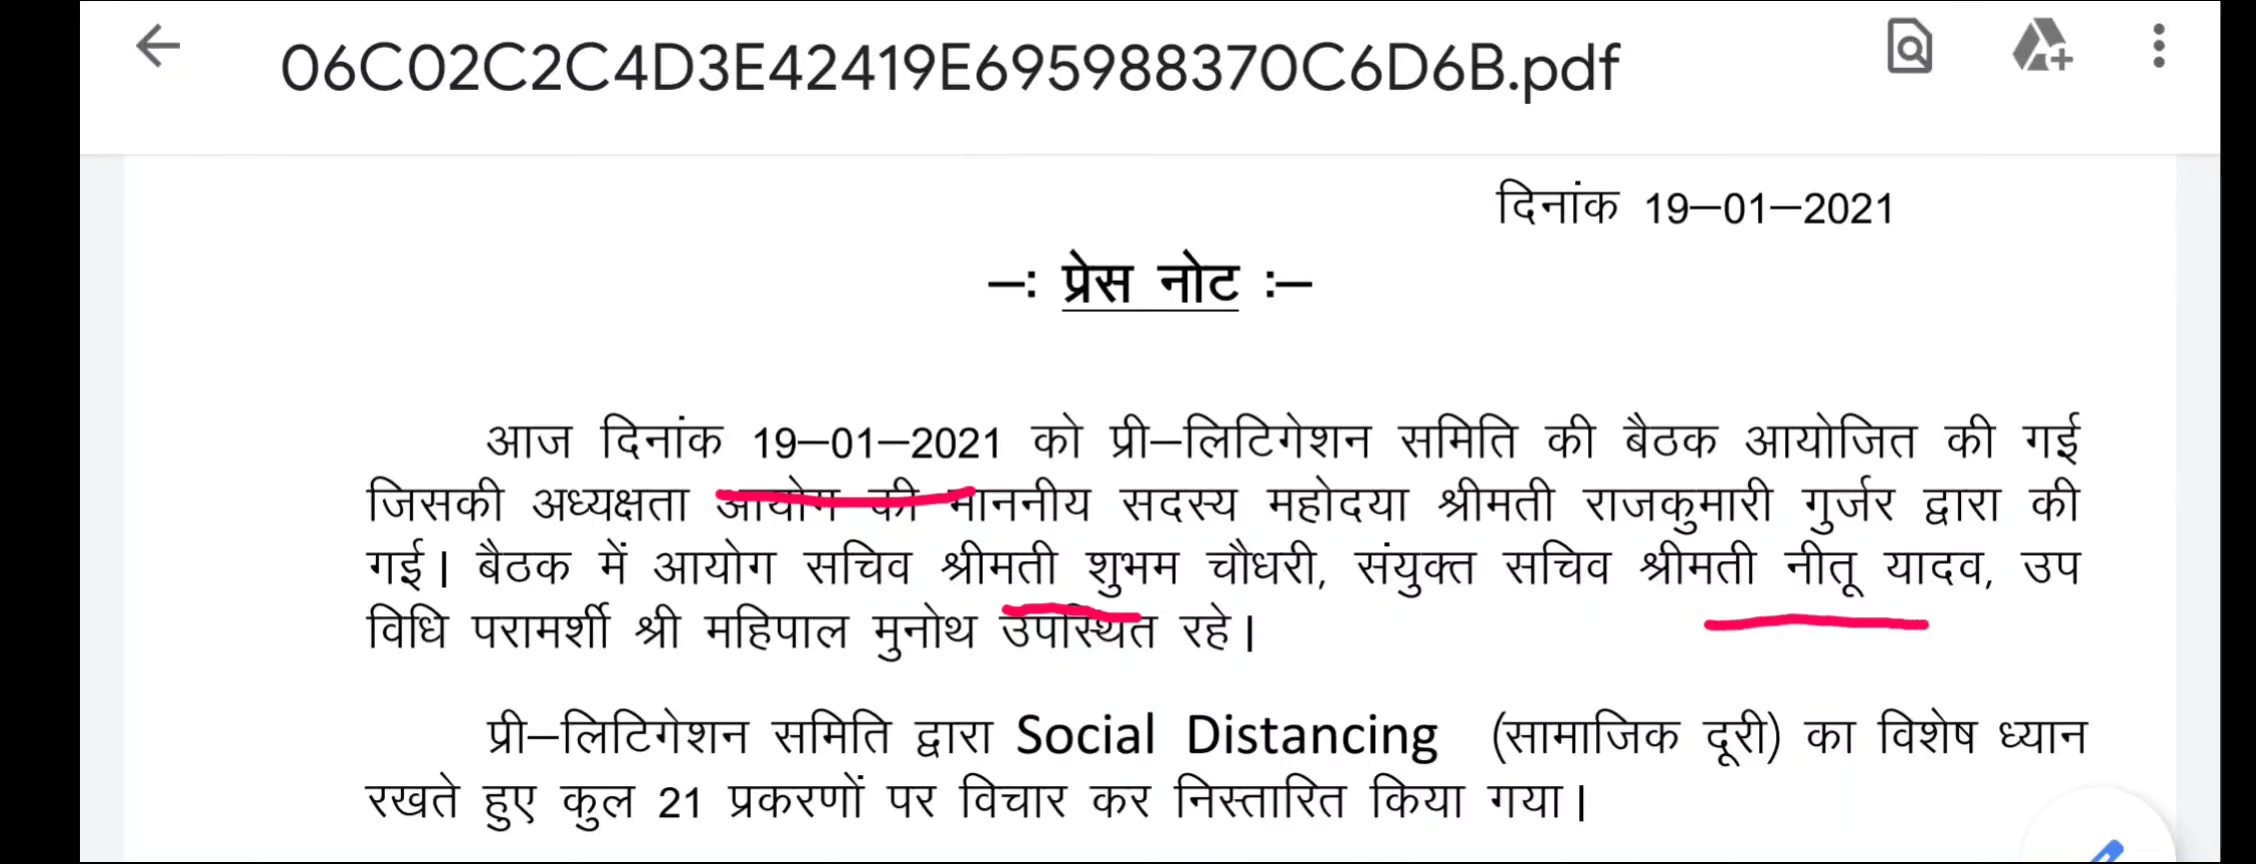 06C02C2C4D3E42419E695988370C6D6B.pdf
दिनांक 19–01–2021
–: प्रेस नोट :–
आज दिनांक 19–01–2021 को प्री–लिटिगेशन समिति की बैठक आयोजित की गई
जिसकी अध्यक्षता आयोग की माननीय सदस्य महोदया श्रीमती राजकुमारी गुर्जर द्वारा की
गई। बैठक में आयोग सचिव श्रीमती शुभम चौधरी, संयुक्त सचिव श्रीमती नीतू यादव, उप
विधि परामर्शी श्री महिपाल मुनोथ उपस्थित रहे।
प्री–लिटिगेशन समिति द्वारा Social Distancing (सामाजिक दूरी) का विशेष ध्यान
रखते हुए कुल 21 प्रकरणों पर विचार कर निस्तारित किया गया।